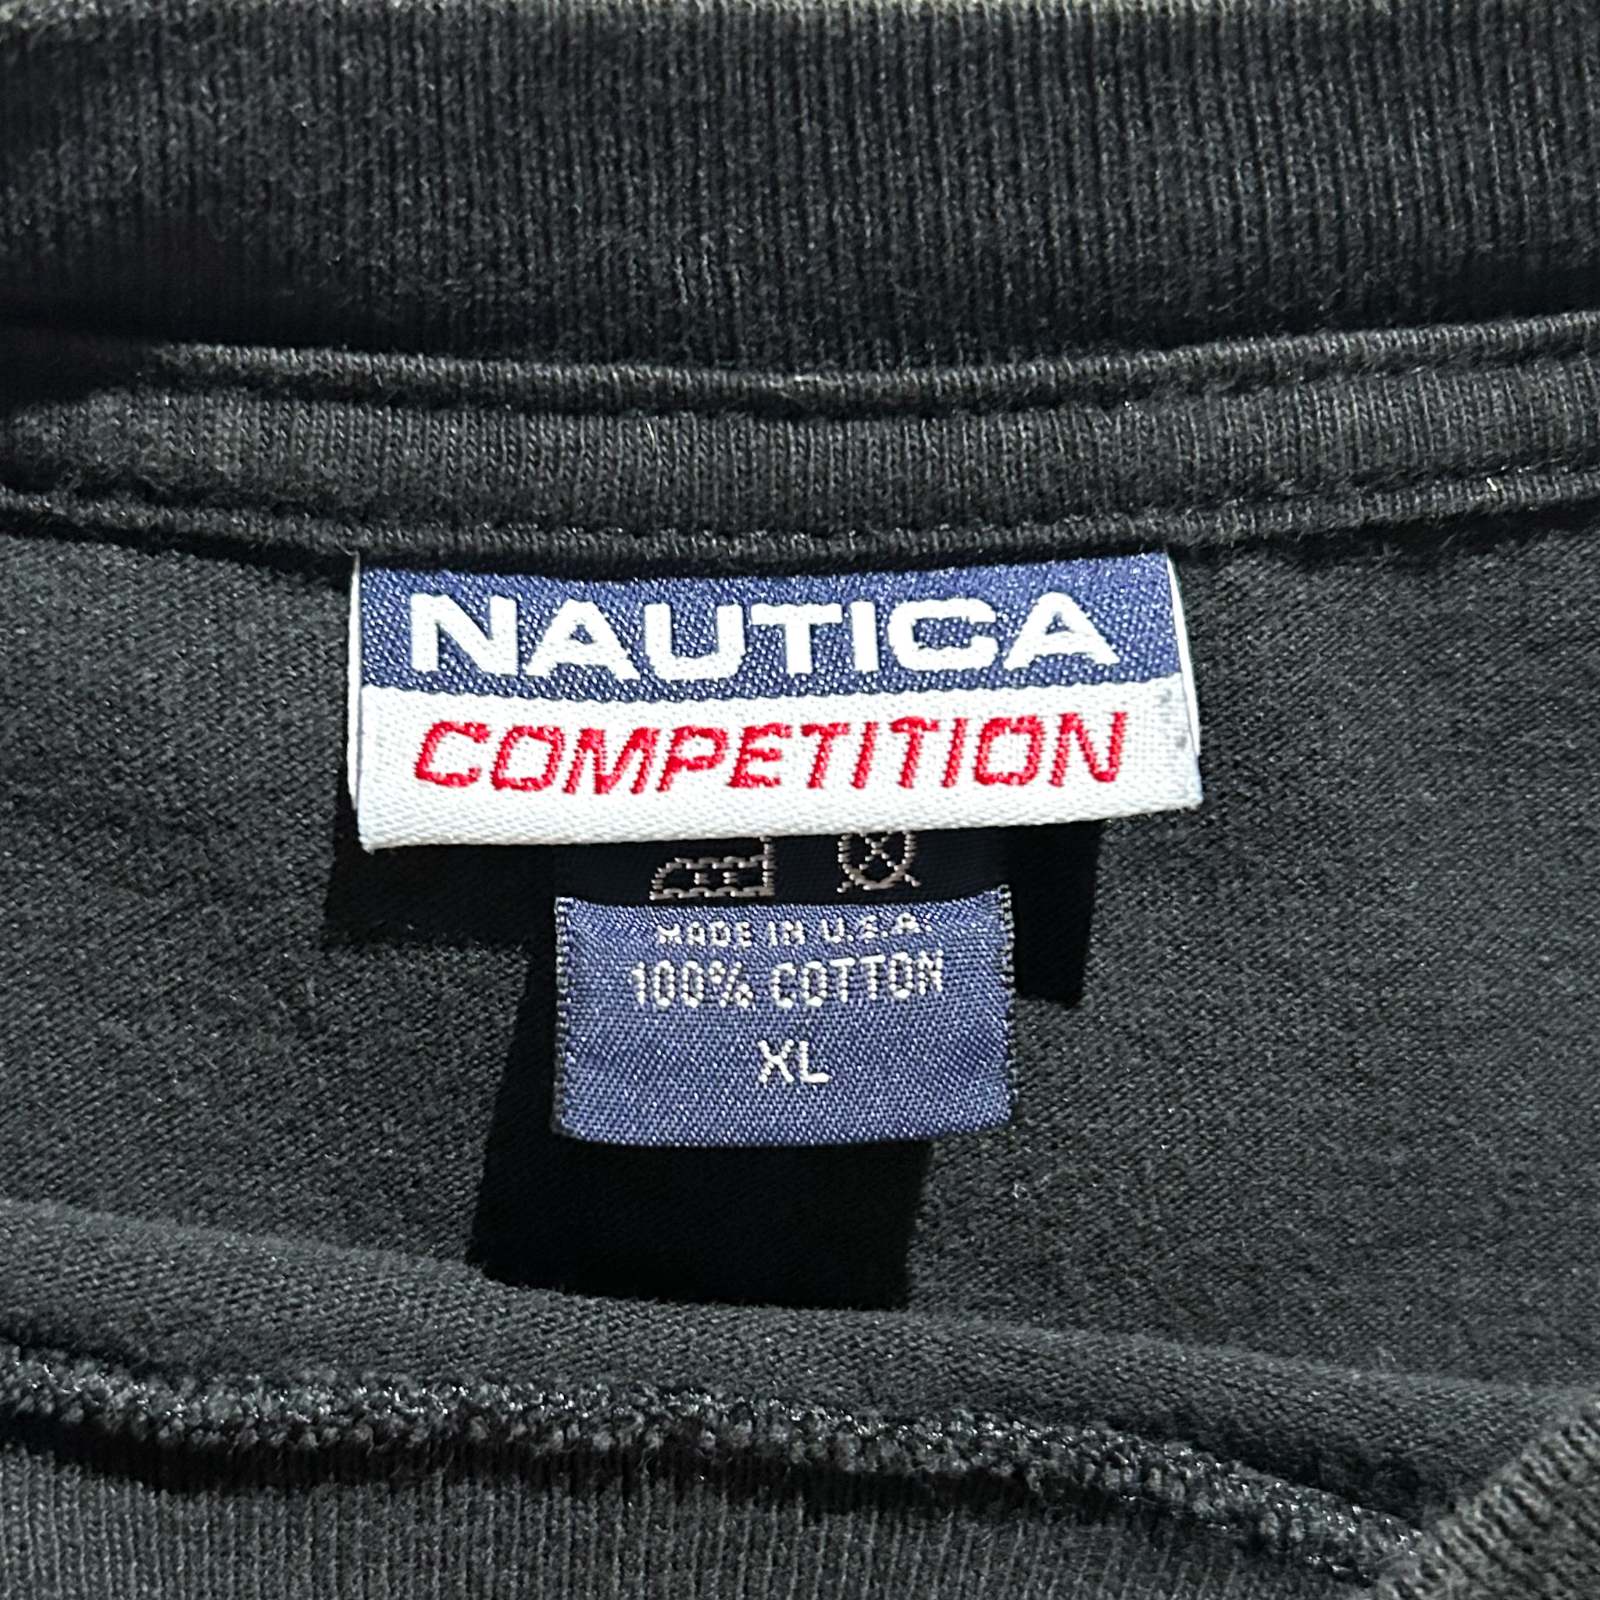 NAUTICA
COMPETITION
MADE IN U.S.A.
100% COTTON
XL